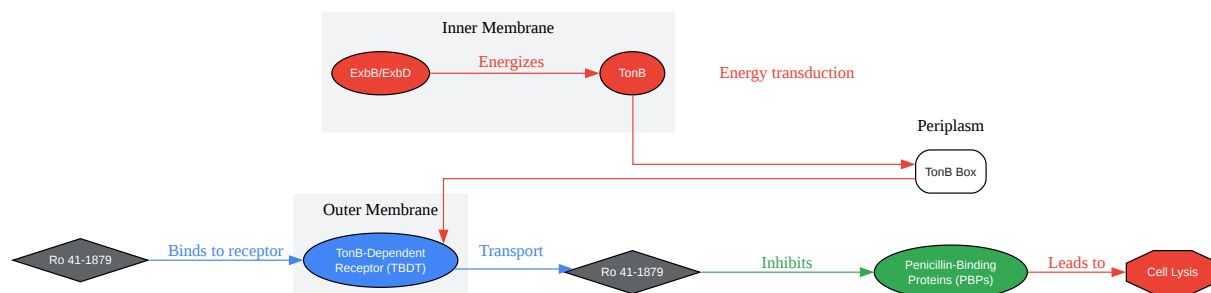 Inner Membrane
ExbB/ExbD
Energizes
TonB
Energy transduction
Periplasm
TonB Box
Outer Membrane
Ro 41-1879
Binds to receptor
TonB-Dependent
Receptor (TBDT)
Transport
Ro 41-1879
Inhibits
Penicillin-Binding
Proteins (PBPs)
Leads to
Cell Lysis